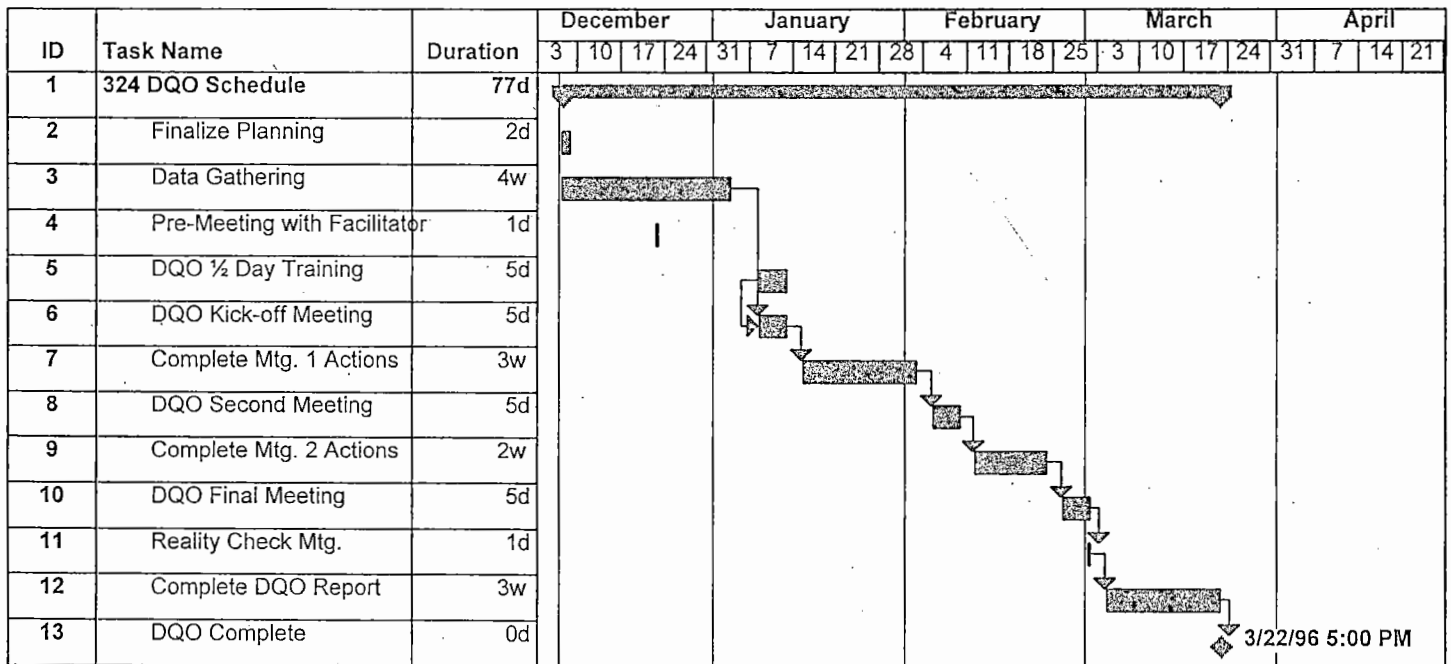 December January February March April
ID Task Name Duration 3 10 17 24 31 7 14 21 28 4 11 18 25 3 10 17 24 31 7 14 21
1 324 DQO Schedule 77d
2 Finalize Planning 2d
3 Data Gathering 4w
4 Pre-Meeting with Facilitator 1d
5 DQO ½ Day Training 5d
6 DQO Kick-off Meeting 5d
7 Complete Mtg. 1 Actions 3w
8 DQO Second Meeting 5d
9 Complete Mtg. 2 Actions 2w
10 DQO Final Meeting 5d
11 Reality Check Mtg. 1d
12 Complete DQO Report 3w
13 DQO Complete 0d 3/22/96 5:00 PM